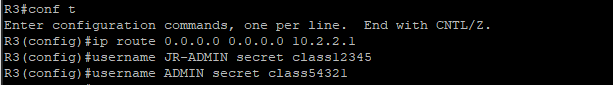 R3#conf t
Enter configuration commands, one per line.  End with CNTL/Z.
R3(config)#ip route 0.0.0.0 0.0.0.0 10.2.2.1
R3(config)#username JR-ADMIN secret class12345
R3(config)#username ADMIN secret class54321